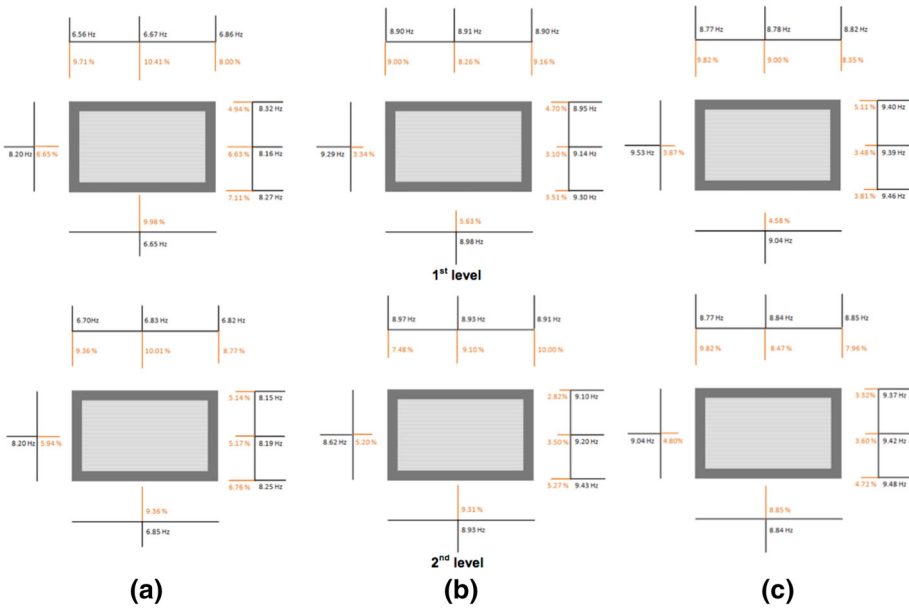 6.56 Hz 6.67 Hz 6.86 Hz
9.71 % 10.41 % 8.00 %
4.94 % 8.32 Hz
8.20 Hz 6.65 % 6.63 % 8.16 Hz
7.11 % 8.27 Hz
9.98 %
6.65 Hz
8.90 Hz 8.91 Hz 8.90 Hz
9.00 % 8.26 % 9.16 %
4.70 % 8.95 Hz
9.29 Hz 3.34 % 3.10 % 9.14 Hz
3.51 % 9.30 Hz
5.63 %
8.98 Hz
8.77 Hz 8.78 Hz 8.82 Hz
9.82 % 9.00 % 8.35 %
5.11 % 9.40 Hz
9.53 Hz 3.87 % 3.48 % 9.39 Hz
3.81 % 9.46 Hz
4.58 %
9.04 Hz
1st level
6.70Hz 6.83 Hz 6.82 Hz
9.36 % 10.01 % 8.77 %
5.14 % 8.15 Hz
8.20 Hz 5.94 % 5.17 % 8.19 Hz
6.76 % 8.25 Hz
9.36 %
6.85 Hz
8.97 Hz 8.93 Hz 8.91 Hz
7.48 % 9.10 % 10.00 %
2.82 % 9.10 Hz
8.62 Hz 5.20 % 3.50 % 9.20 Hz
5.27 % 9.43 Hz
9.31 %
8.93 Hz
8.77 Hz 8.84 Hz 8.85 Hz
9.82 % 8.47 % 7.96 %
3.32 % 9.37 Hz
9.04 Hz 4.80% 3.60 % 9.42 Hz
4.72 % 9.48 Hz
8.85 %
8.84 Hz
2nd level
(a) (b) (c)